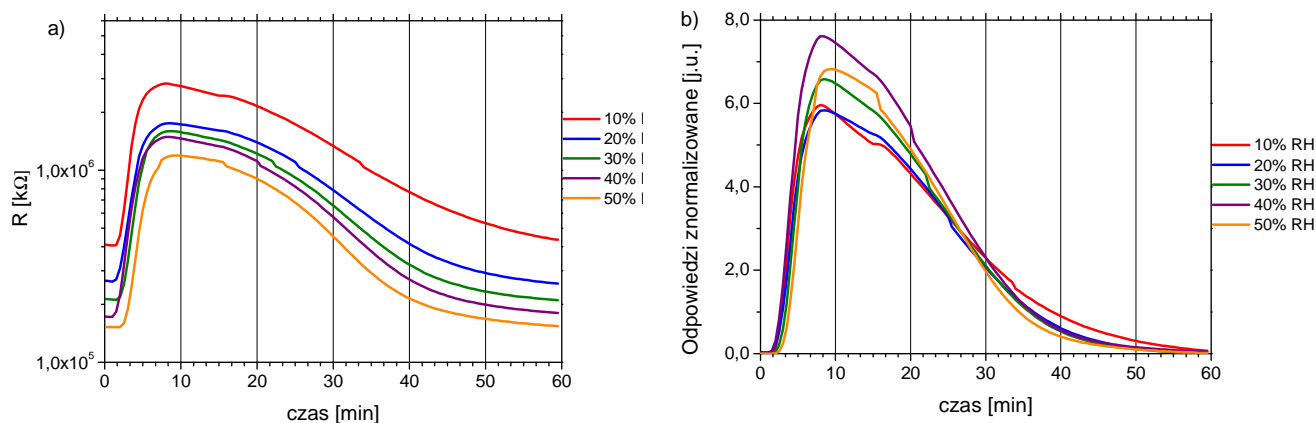 a)
R [kΩ]
1,0x10⁶
1,0x10⁵
0 10 20 30 40 50 60
czas [min]
10% 
20% 
30% 
40% 
50% 
b)
Odpowiedzi znormalizowane [j.u.]
8,0
6,0
4,0
2,0
0,0
0 10 20 30 40 50 60
czas [min]
10% RH
20% RH
30% RH
40% RH
50% RH